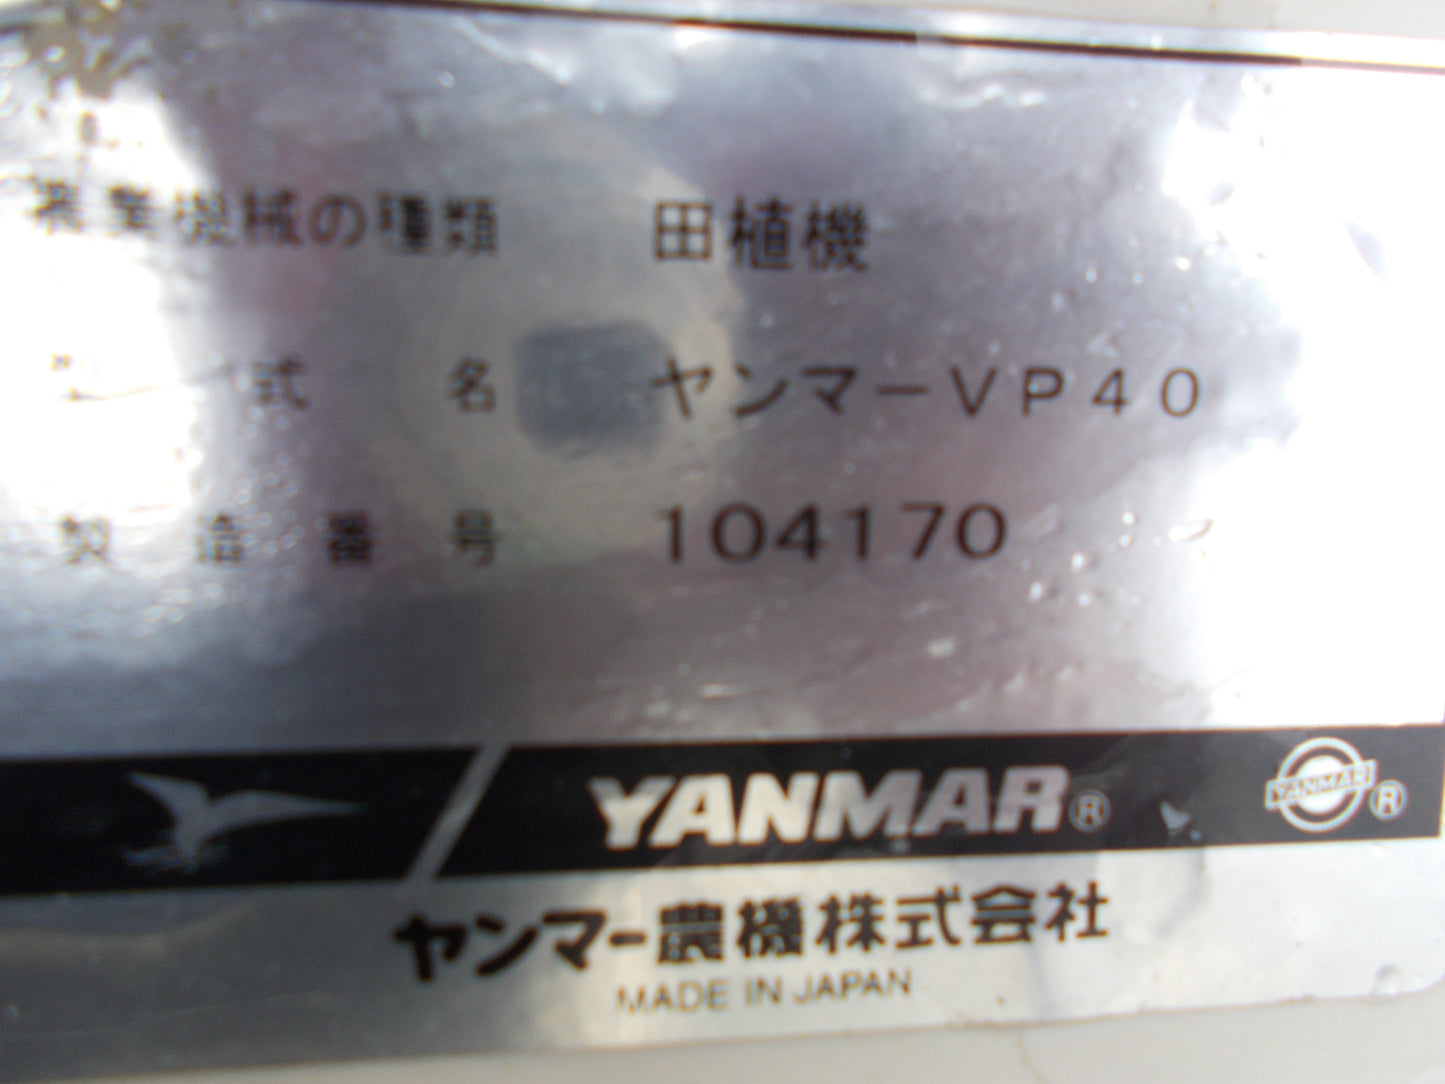 農業機械の種類 田植機
型式名 ヤンマーVP40
製造番号 104170
YANMAR® YANMAR ®
ヤンマー農機株式会社
MADE IN JAPAN